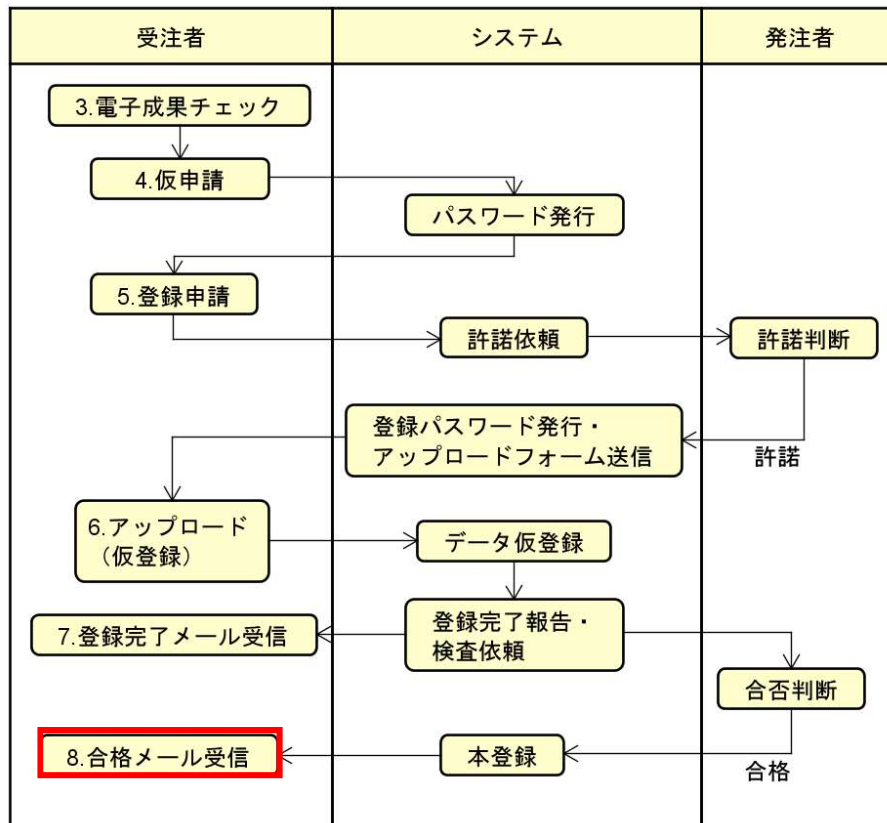 受注者
システム
発注者
3.電子成果チェック
4.仮申請
パスワード発行
5.登録申請
許諾依頼
許諾判断
登録パスワード発行・
アップロードフォーム送信
許諾
6.アップロード
（仮登録）
データ仮登録
7.登録完了メール受信
登録完了報告・
検査依頼
合否判断
8.合格メール受信
本登録
合格